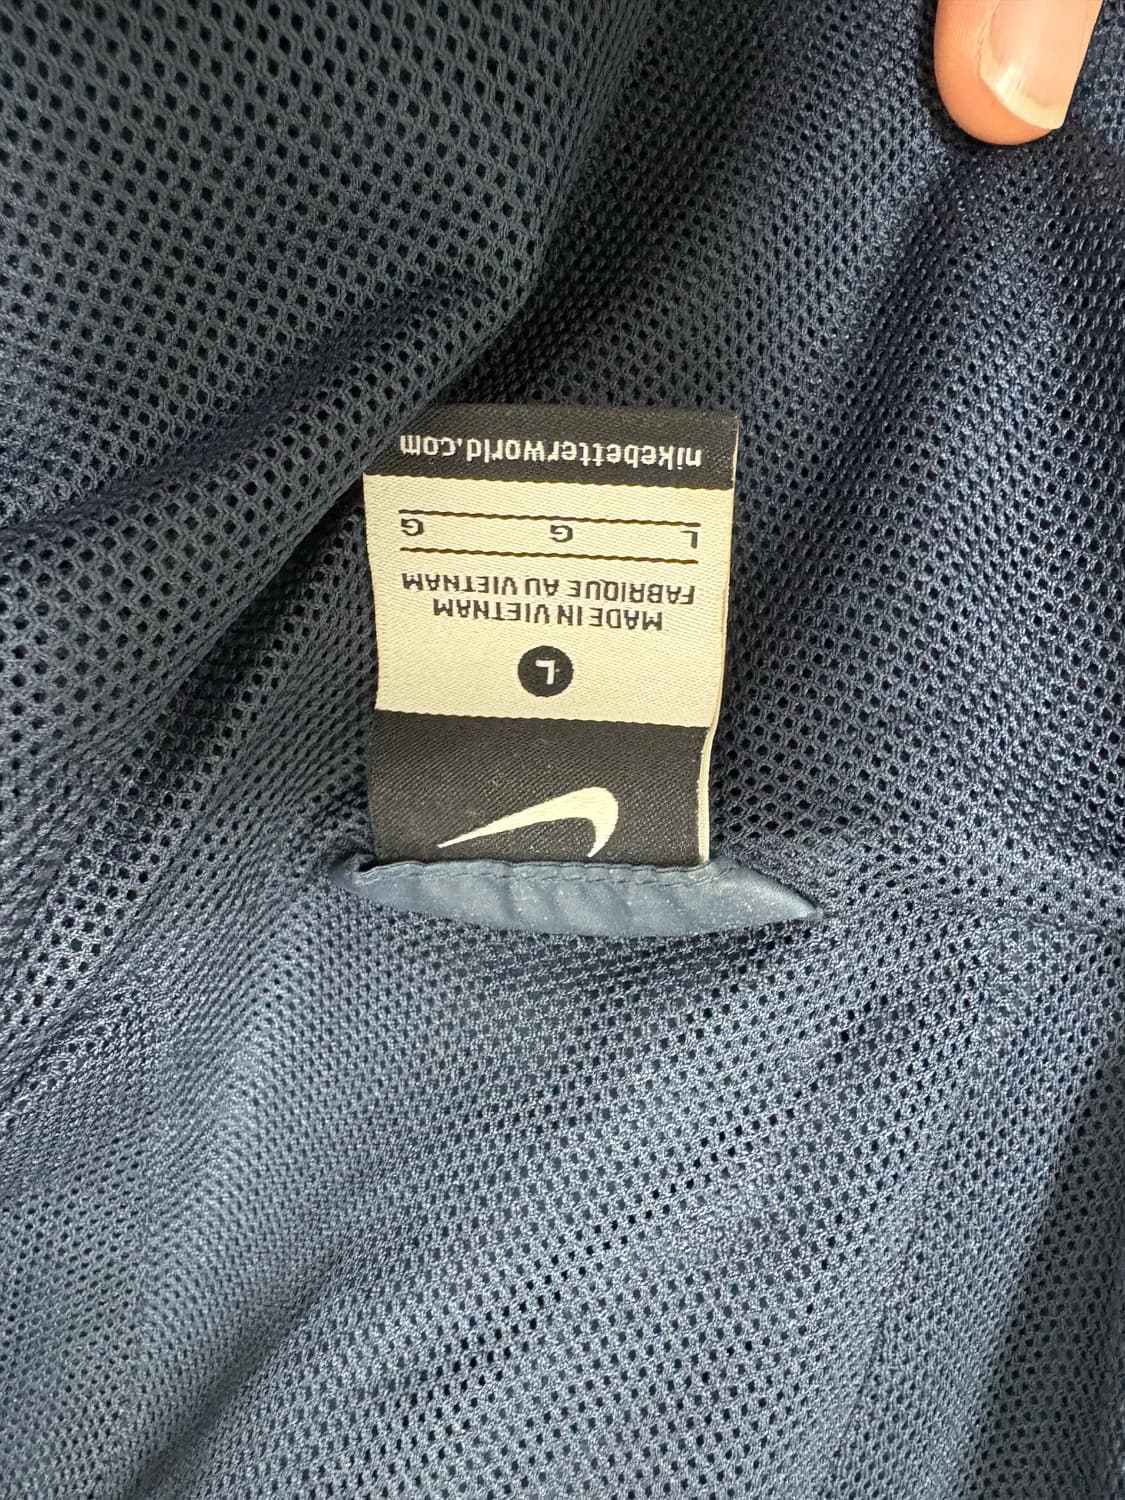 L
MADE IN VIETNAM
FABRIQUE AU VIETNAM
L G G
nikebetterworld.com